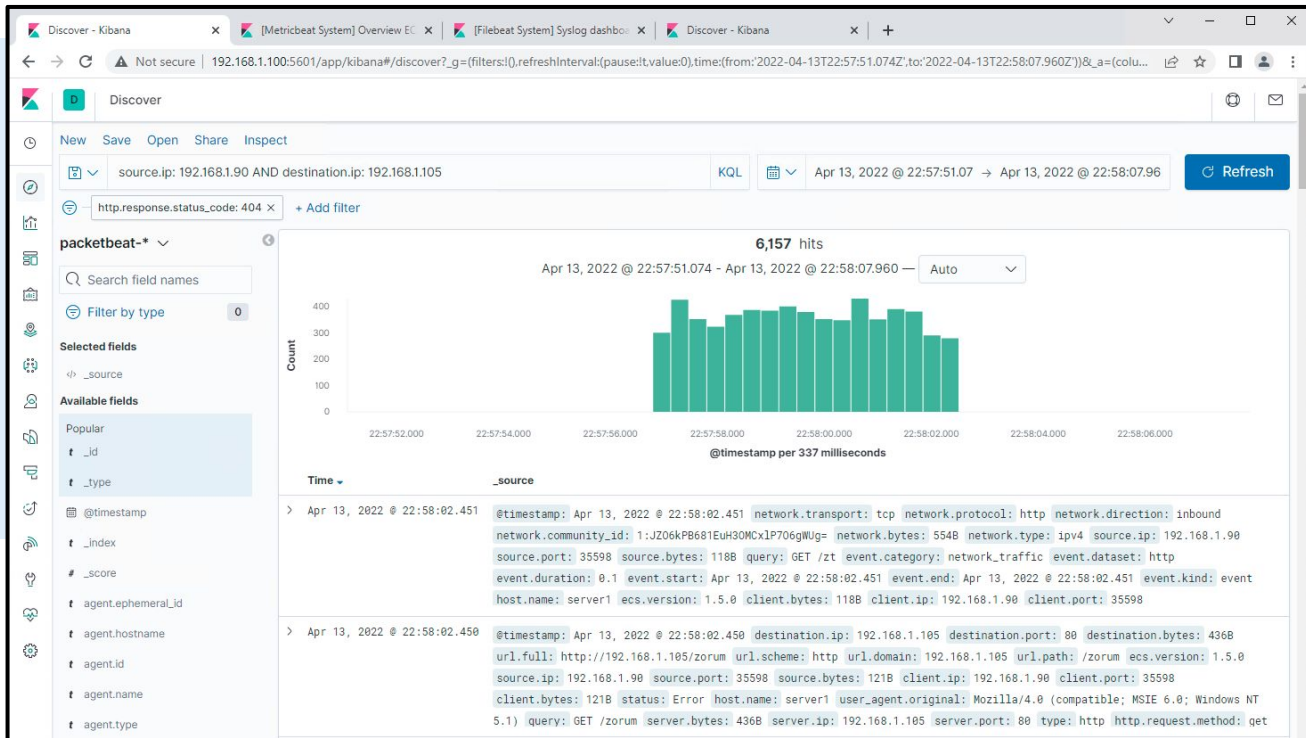 Discover - Kibana
[Metricbeat System] Overview EC
[Filebeat System] Syslog dashboa
Discover - Kibana
Not secure | 192.168.1.100:5601/app/kibana#/discover?_g=(filters:!(),refreshInterval:(pause:!t,value:0),time:(from:'2022-04-13T22:57:51.074Z',to:'2022-04-13T22:58:07.960Z'))&_a=(colu...
D Discover
New Save Open Share Inspect
source.ip: 192.168.1.90 AND destination.ip: 192.168.1.105 KQL Apr 13, 2022 @ 22:57:51.07 → Apr 13, 2022 @ 22:58:07.96 Refresh
http.response.status_code: 404 × + Add filter
packetbeat-*
Search field names
Filter by type 0
Selected fields
</> _source
Available fields
Popular
t _id
t _type
@timestamp
t _index
# _score
t agent.ephemeral_id
t agent.hostname
t agent.id
t agent.name
t agent.type
6,157 hits
Apr 13, 2022 @ 22:57:51.074 - Apr 13, 2022 @ 22:58:07.960 — Auto
Count
400
300
200
100
0
22:57:52.000 22:57:54.000 22:57:56.000 22:57:58.000 22:58:00.000 22:58:02.000 22:58:04.000 22:58:06.000
@timestamp per 337 milliseconds
Time _source
Apr 13, 2022 @ 22:58:02.451 @timestamp: Apr 13, 2022 @ 22:58:02.451 network.transport: tcp network.protocol: http network.direction: inbound
network.community_id: 1:JZO6kPB681EuH3OMCxlP7O6gWUg= network.bytes: 554B network.type: ipv4 source.ip: 192.168.1.90
source.port: 35598 source.bytes: 118B query: GET /zt event.category: network_traffic event.dataset: http
event.duration: 0.1 event.start: Apr 13, 2022 @ 22:58:02.451 event.end: Apr 13, 2022 @ 22:58:02.451 event.kind: event
host.name: server1 ecs.version: 1.5.0 client.bytes: 118B client.ip: 192.168.1.90 client.port: 35598
Apr 13, 2022 @ 22:58:02.450 @timestamp: Apr 13, 2022 @ 22:58:02.450 destination.ip: 192.168.1.105 destination.port: 80 destination.bytes: 436B
url.full: http://192.168.1.105/zorum url.scheme: http url.domain: 192.168.1.105 url.path: /zorum ecs.version: 1.5.0
source.ip: 192.168.1.90 source.port: 35598 source.bytes: 121B client.ip: 192.168.1.90 client.port: 35598
client.bytes: 121B status: Error host.name: server1 user_agent.original: Mozilla/4.0 (compatible; MSIE 6.0; Windows NT
5.1) query: GET /zorum server.bytes: 436B server.ip: 192.168.1.105 server.port: 80 type: http http.request.method: get